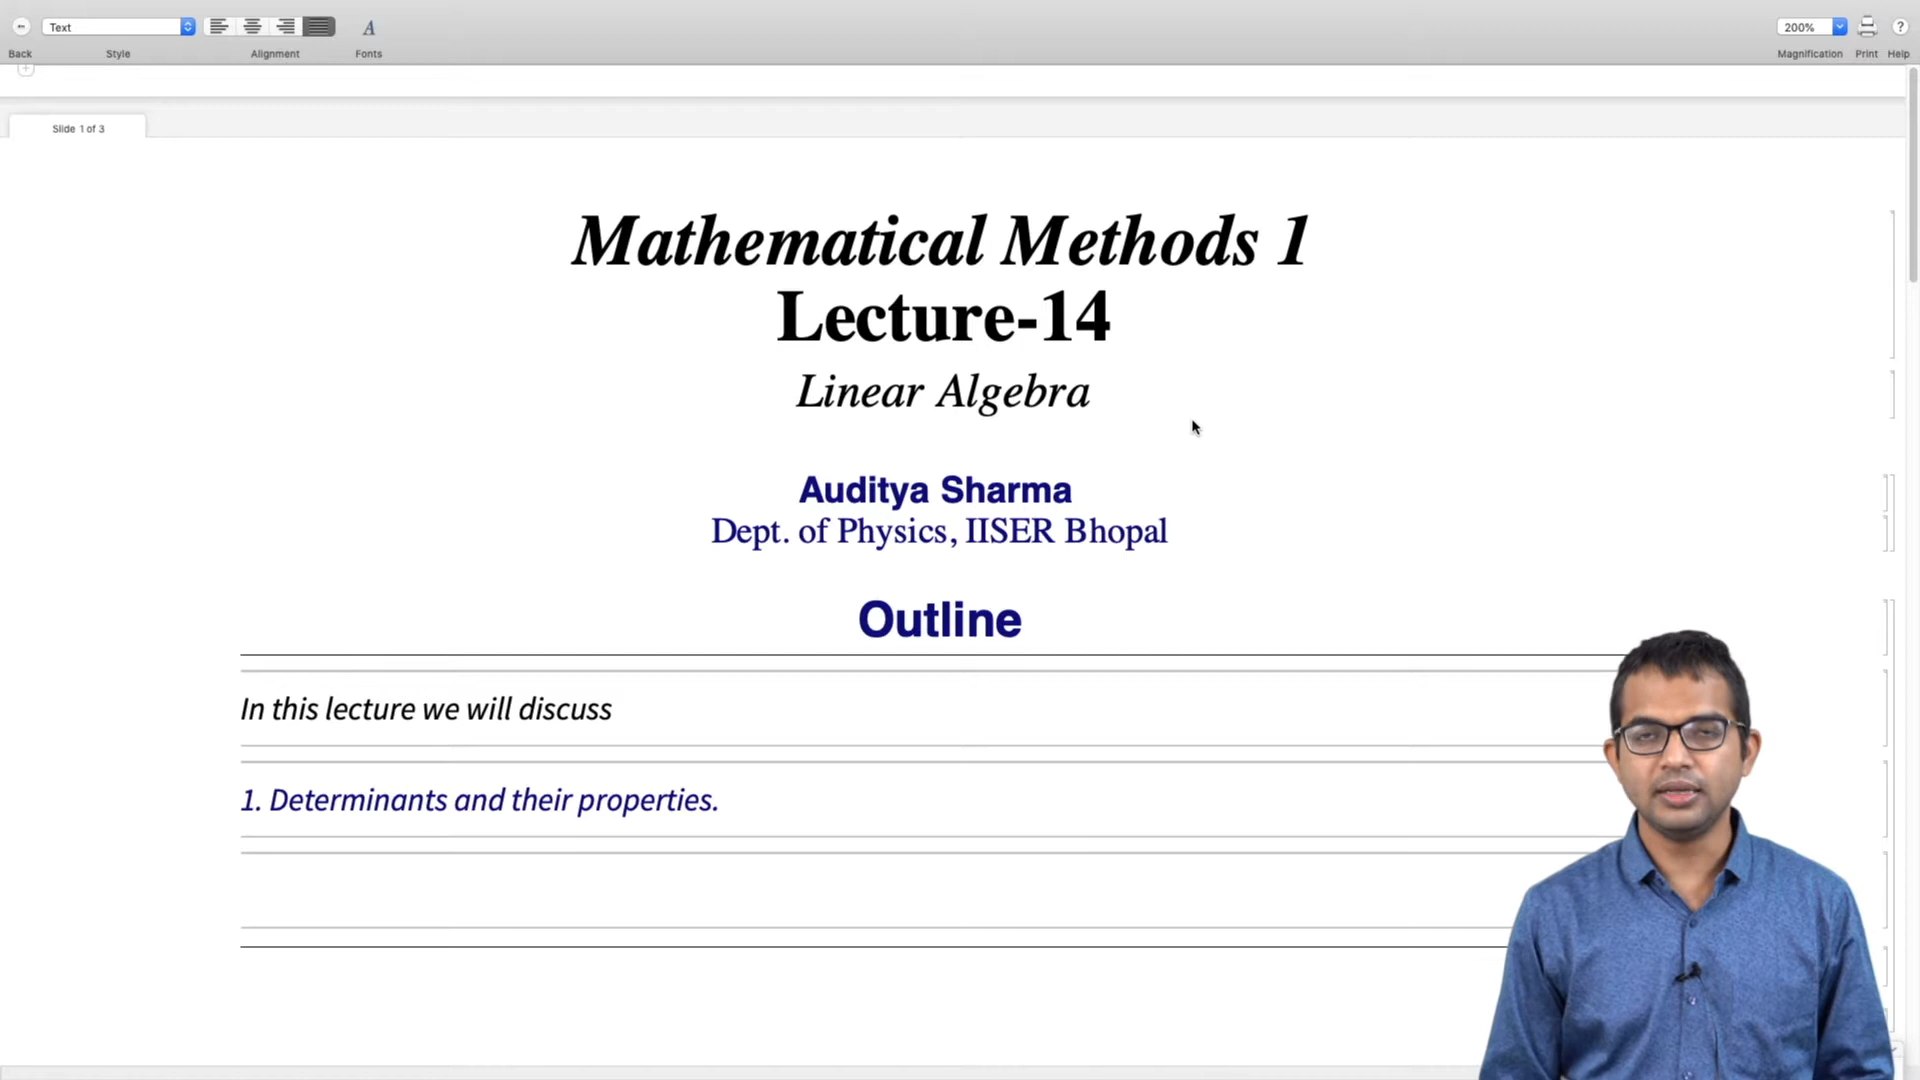 Text
200%
Back
Style
Alignment
Fonts
Magnification
Print
Help
Slide 1 of 3
Mathematical Methods 1
Lecture-14
Linear Algebra
Auditya Sharma
Dept. of Physics, IISER Bhopal
Outline
In this lecture we will discuss
1. Determinants and their properties.